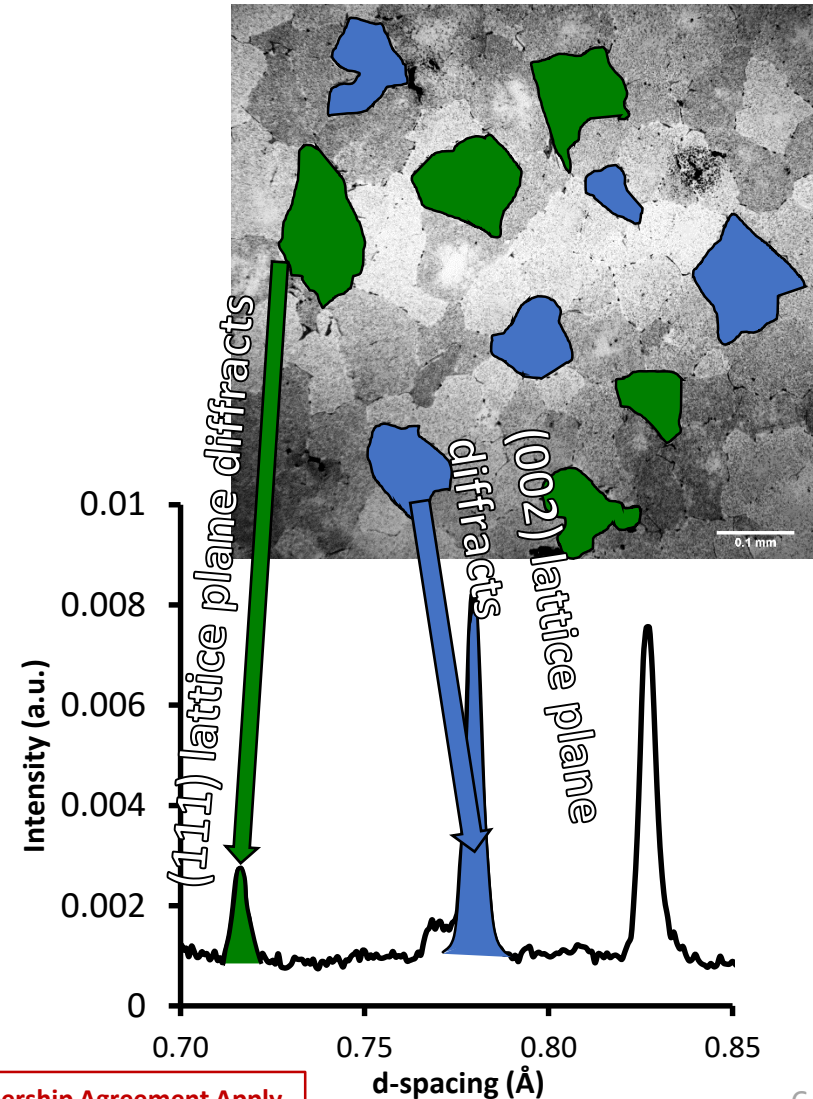 (111) lattice plane diffracts
(002) lattice plane
diffracts
0.1 mm
0.01
0.008
0.006
0.004
0.002
0
Intensity (a.u.)
0.70
0.75
0.80
0.85
d-spacing (Å)
Agreement Apply